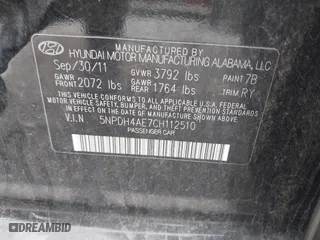 MANUFACTURED BY
HYUNDAI MOTOR MANUFACTURING ALABAMA, LLC
Sep/30/11 GVWR 3792 lbs PAINT 7B
GAWR FRONT 2072 lbs GAWR REAR 1764 lbs TRIM RY
THIS VEHICLE CONFORMS TO ALL APPLICABLE FEDERAL MOTOR
VEHICLE SAFETY, BUMPER, AND THEFT PREVENTION STANDARDS
IN EFFECT ON THE DATE OF MANUFACTURE SHOWN ABOVE.
V.I.N 5NPDH4AE7CH112510
PASSENGER CAR
DEALERS AUCTION